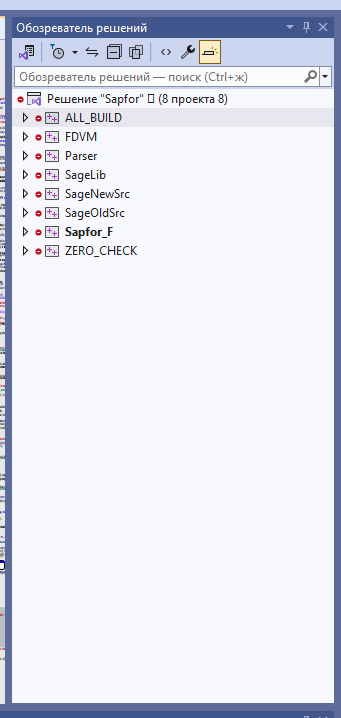 Обозреватель решений
Обозреватель решений — поиск (Ctrl+ж)
Решение "Sapfor" (8 проекта 8)
ALL_BUILD
FDVM
Parser
SageLib
SageNewSrc
SageOldSrc
Sapfor_F
ZERO_CHECK